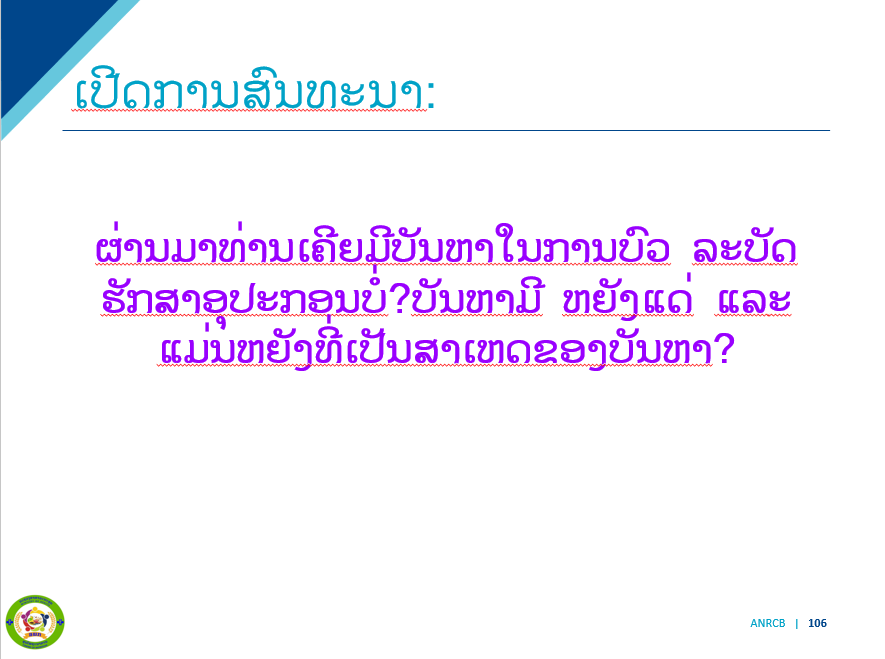 ເປີດການສົນທະນາ:
ຜ່ານມາທ່ານເຄີຍມີບັນຫາໃນການບົວ ລະບັດ
ຮັກສາອຸປະກອນບໍ່?ບັນຫາມີ ຫຍັງແດ່ ແລະ
ແມ່ນຫຍັງທີ່ເປັນສາເຫດຂອງບັນຫາ?
ANRCB | 106